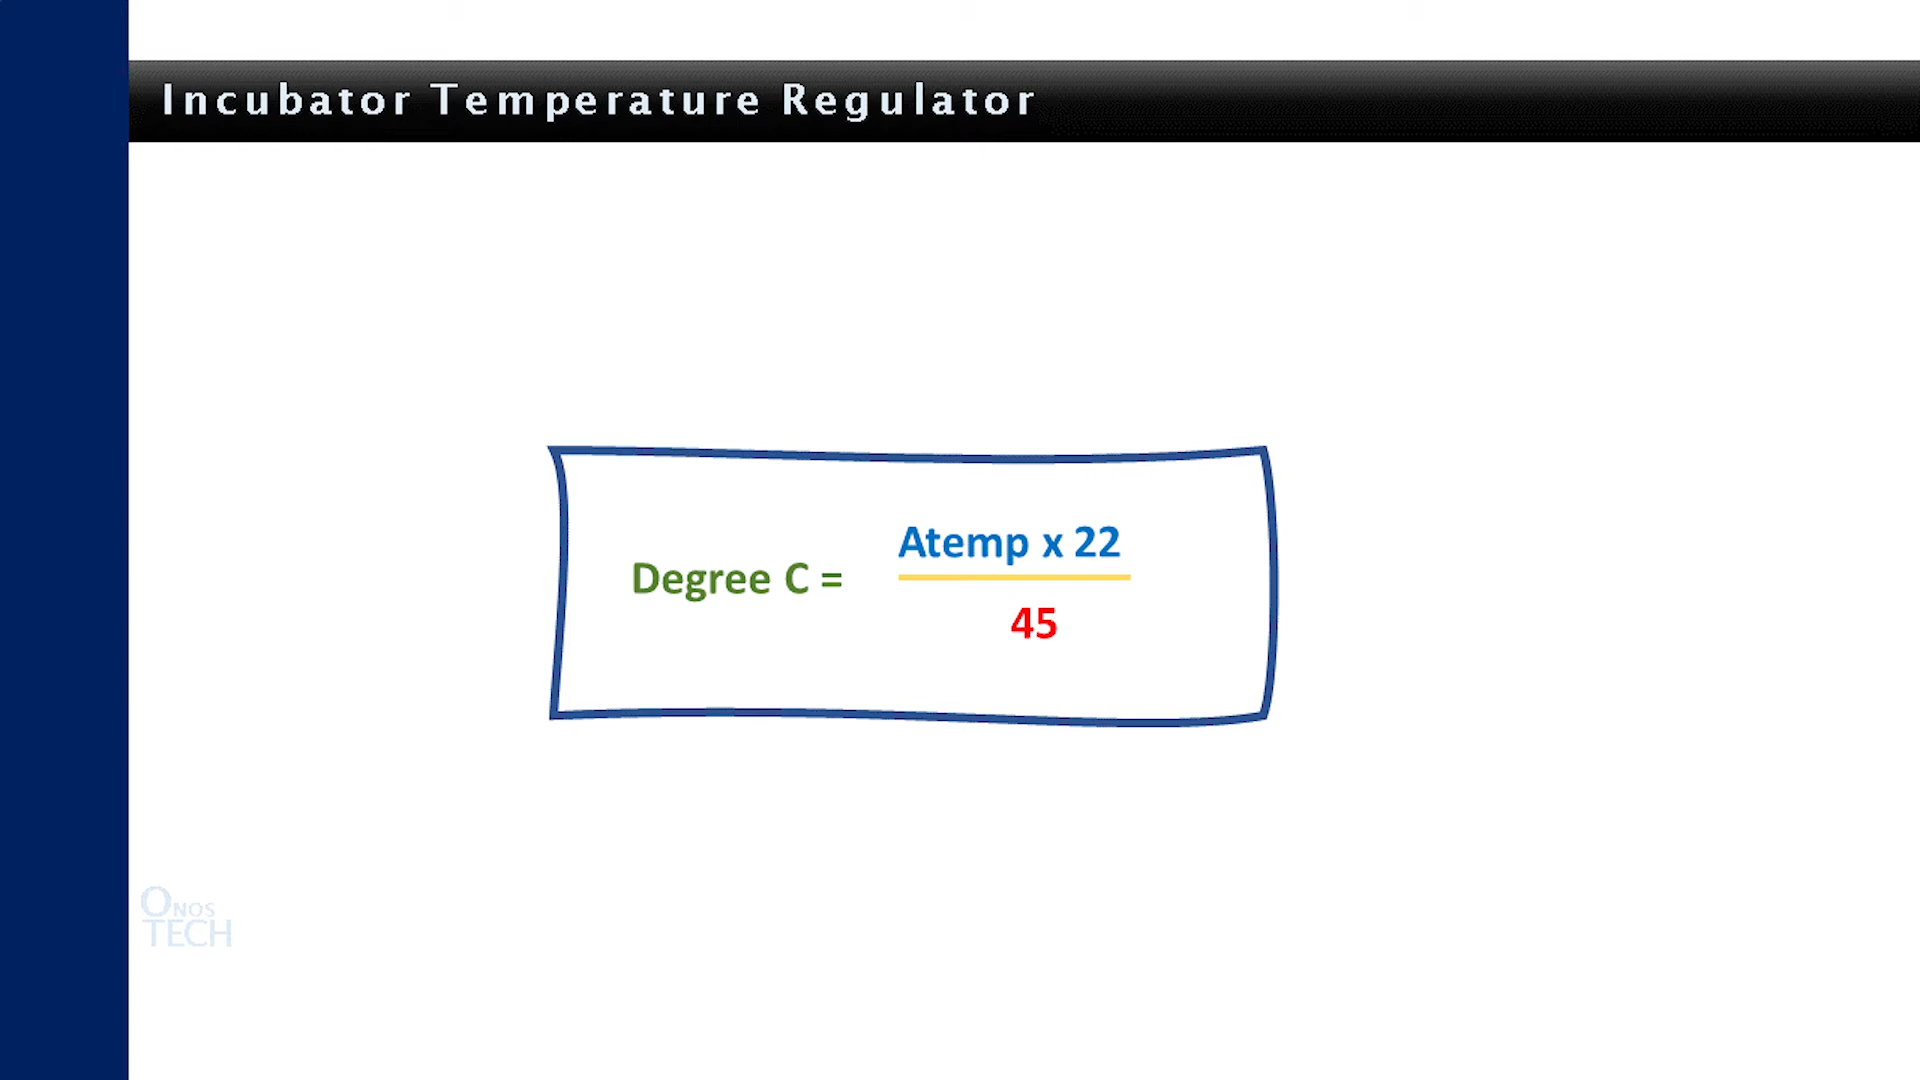 Incubator Temperature Regulator
Atemp x 22
Degree C =
45
ONOS
TECH